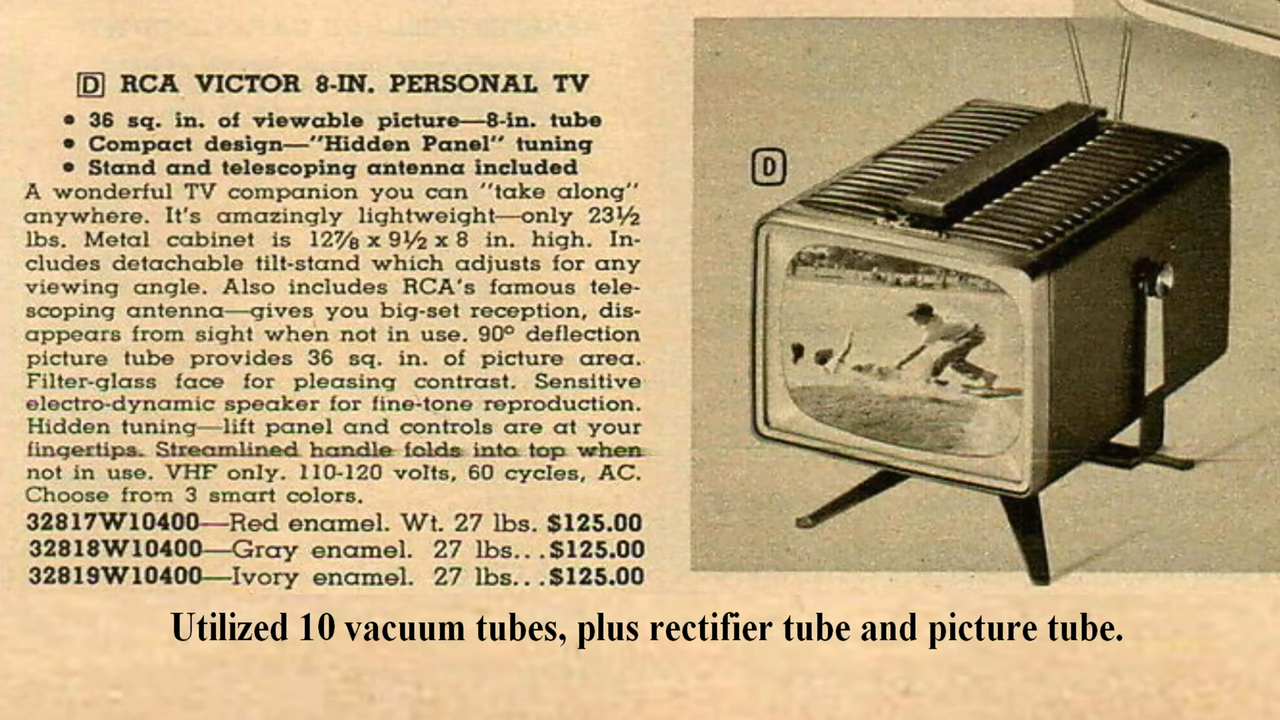 D RCA VICTOR 8-IN. PERSONAL TV
• 36 sq. in. of viewable picture—8-in. tube
• Compact design—"Hidden Panel" tuning
• Stand and telescoping antenna included
A wonderful TV companion you can "take along"
anywhere. It's amazingly lightweight—only 23½
lbs. Metal cabinet is 12⅞ x 9½ x 8 in. high. In-
cludes detachable tilt-stand which adjusts for any
viewing angle. Also includes RCA's famous tele-
scoping antenna—gives you big-set reception, dis-
appears from sight when not in use. 90° deflection
picture tube provides 36 sq. in. of picture area.
Filter-glass face for pleasing contrast. Sensitive
electro-dynamic speaker for fine-tone reproduction.
Hidden tuning—lift panel and controls are at your
fingertips. Streamlined handle folds into top when
not in use. VHF only. 110-120 volts, 60 cycles, AC.
Choose from 3 smart colors.
32817W10400—Red enamel. Wt. 27 lbs. $125.00
32818W10400—Gray enamel. 27 lbs...$125.00
32819W10400—Ivory enamel. 27 lbs...$125.00
D
Utilized 10 vacuum tubes, plus rectifier tube and picture tube.